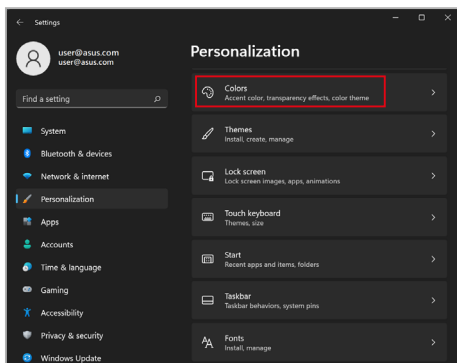 Settings
user@asus.com
user@asus.com
Find a setting
System
Bluetooth & devices
Network & internet
Personalization
Apps
Accounts
Time & language
Gaming
Accessibility
Privacy & security
Windows Update
Personalization
Colors
Accent color, transparency effects, color theme
Themes
Install, create, manage
Lock screen
Lock screen images, apps, animations
Touch keyboard
Themes, size
Start
Recent apps and items, folders
Taskbar
Taskbar behaviors, system pins
Fonts
Install, manage